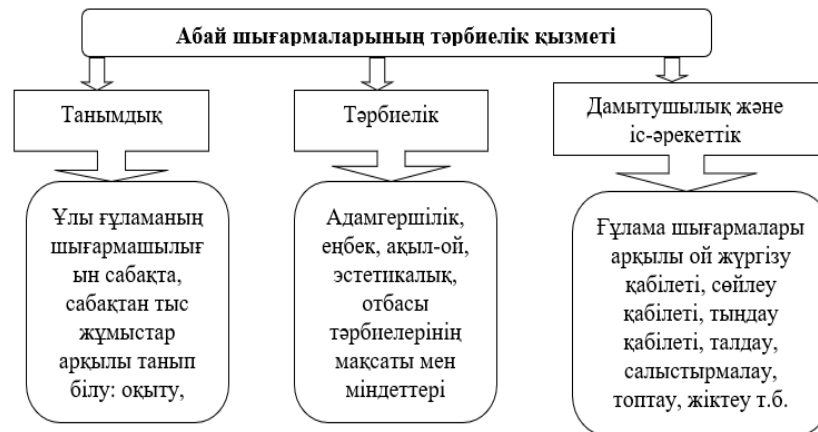 Абай шығармаларының тәрбиелік қызметі
Танымдық
Тәрбиелік
Дамытушылық және
іс-әрекеттік
Ұлы ғұламаның
шығармашылығ
ын сабақта,
сабақтан тыс
жұмыстар
арқылы танып
білу: оқыту,
Адамгершілік,
еңбек, ақыл-ой,
эстетикалық,
отбасы
тәрбиелерінің
мақсаты мен
міндеттері
Ғұлама шығармалары
арқылы ой жүргізу
қабілеті, сөйлеу
қабілеті, тыңдау
қабілеті, талдау,
салыстырмалау,
топтау, жіктеу т.б.